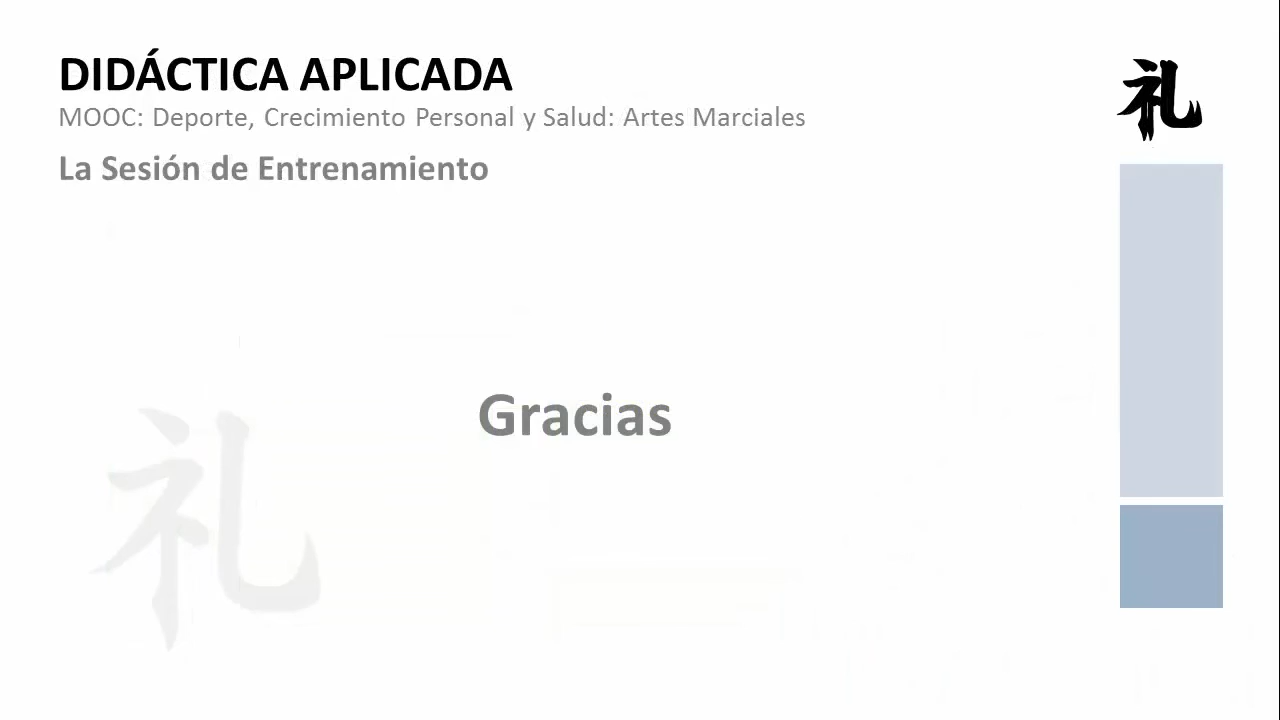 DIDÁCTICA APLICADA
礼
MOOC: Deporte, Crecimiento Personal y Salud: Artes Marciales
La Sesión de Entrenamiento
Gracias
礼